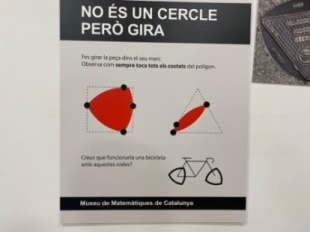 NO ÉS UN CERCLE
PERÒ GIRA
Fes girar la peça dins el seu marc.
Observa com sempre toca tots els costats del polígon.
Creus que funcionaria una bicicleta
amb aquestes rodes?
Museu de Matemàtiques de Catalunya